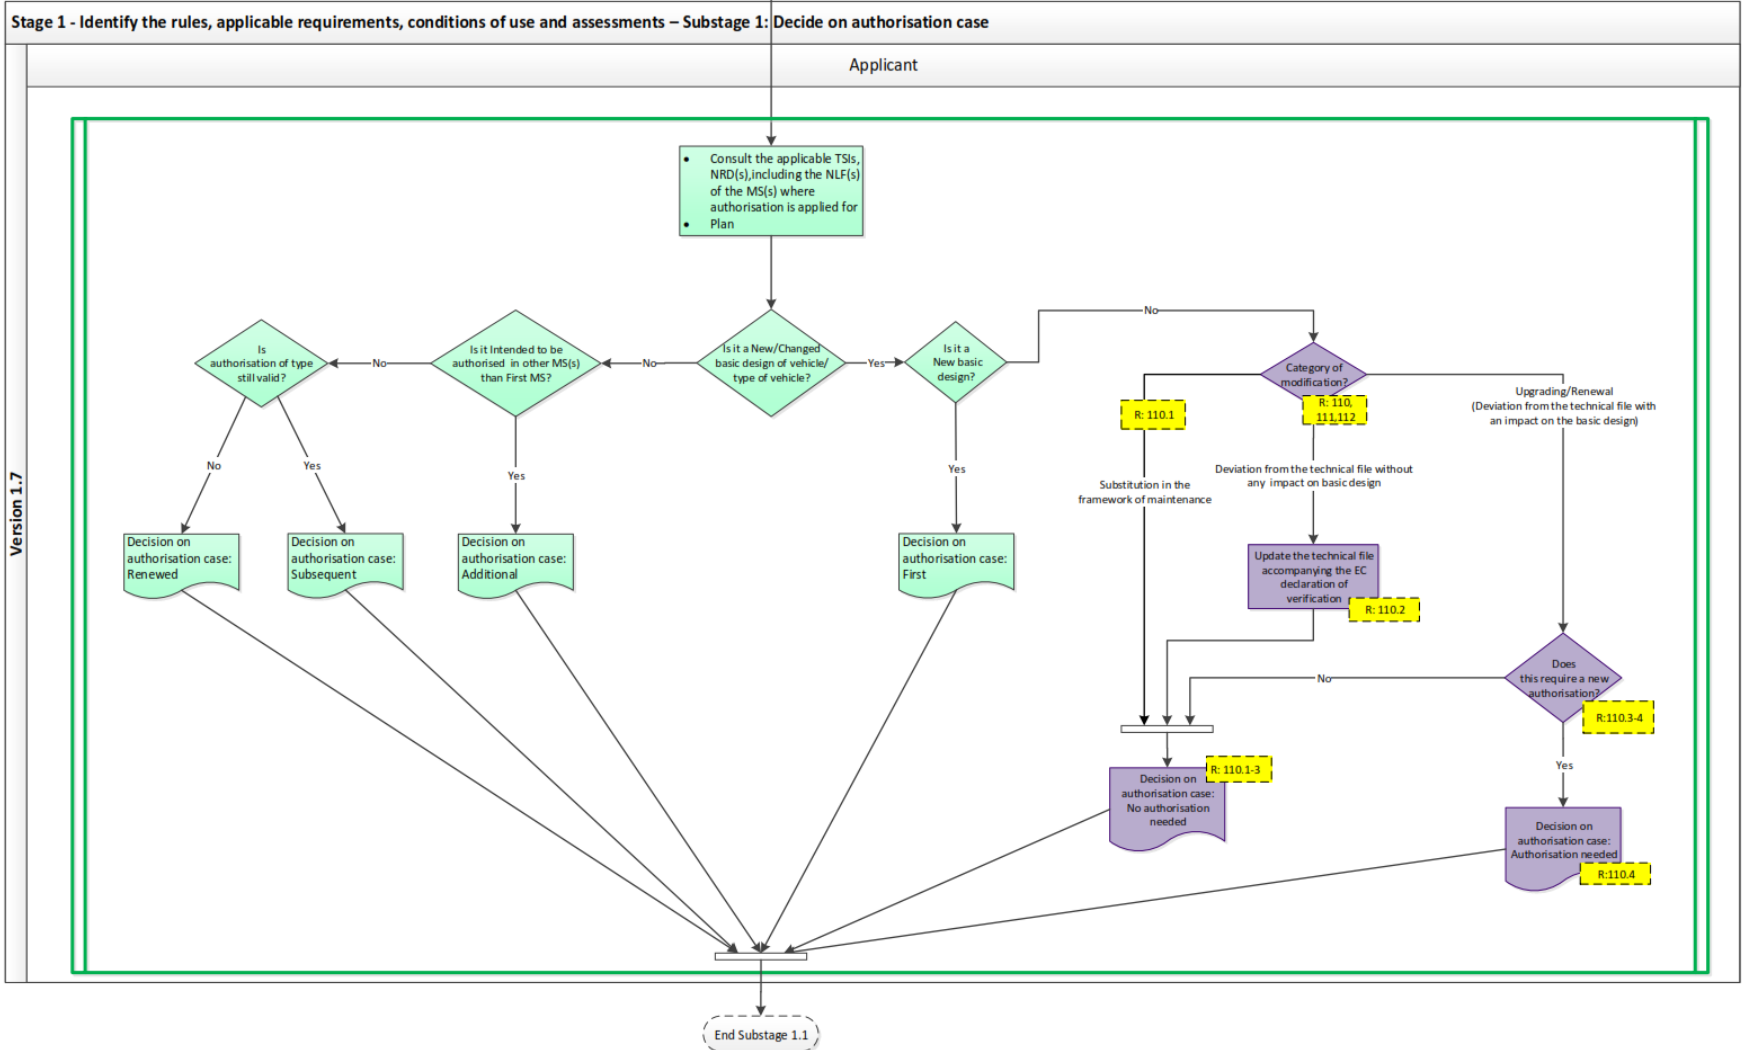 Stage 1 - Identify the rules, applicable requirements, conditions of use and assessments – Substage 1: Decide on authorisation case
Applicant
Version 1.7
• Consult the applicable TSIs,
NRD(s),including the NLF(s)
of the MS(s) where
authorisation is applied for
• Plan
Is
authorisation of type
still valid?
No
Is it Intended to be
authorised in other MS(s)
than First MS?
No
Is it a New/Changed
basic design of vehicle/
type of vehicle?
Yes
Is it a
New basic
design?
No
Category of
modification?
R: 110,
111,112
R: 110.1
Upgrading/Renewal
(Deviation from the technical file with
an impact on the basic design)
No
Yes
Yes
Yes
Substitution in the
framework of maintenance
Deviation from the technical file without
any impact on basic design
Decision on
authorisation case:
Renewed
Decision on
authorisation case:
Subsequent
Decision on
authorisation case:
Additional
Decision on
authorisation case:
First
Update the technical file
accompanying the EC
declaration of
verification
R: 110.2
Does
this require a new
authorisation?
R:110.3-4
No
Yes
R: 110.1-3
Decision on
authorisation case:
No authorisation
needed
Decision on
authorisation case:
Authorisation needed
R:110.4
End Substage 1.1